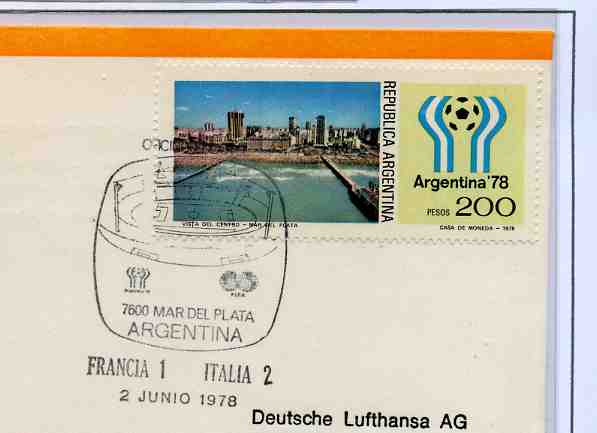 REPUBLICA ARGENTINA
Argentina '78
PESOS 200
VISTA DEL CENTRO - MAR DEL PLATA
CASA DE MONEDA - 1978
FIFA
7600 MAR DEL PLATA
ARGENTINA
FRANCIA 1 ITALIA 2
2 JUNIO 1978
Deutsche Lufthansa AG